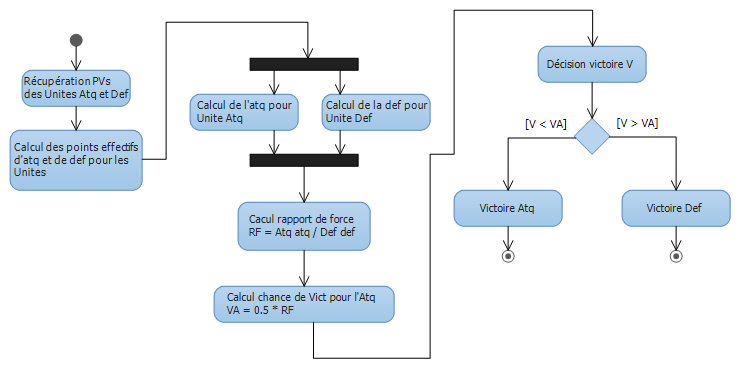 Récupération PVs
des Unites Atq et Def
Calcul des points effectifs
d'atq et de def pour les
Unites
Calcul de l'atq pour
Unite Atq
Calcul de la def pour
Unite Def
Cacul rapport de force
RF = Atq atq / Def def
Calcul chance de Vict pour l'Atq
VA = 0.5 * RF
Décision victoire V
[V < VA]
[V > VA]
Victoire Atq
Victoire Def